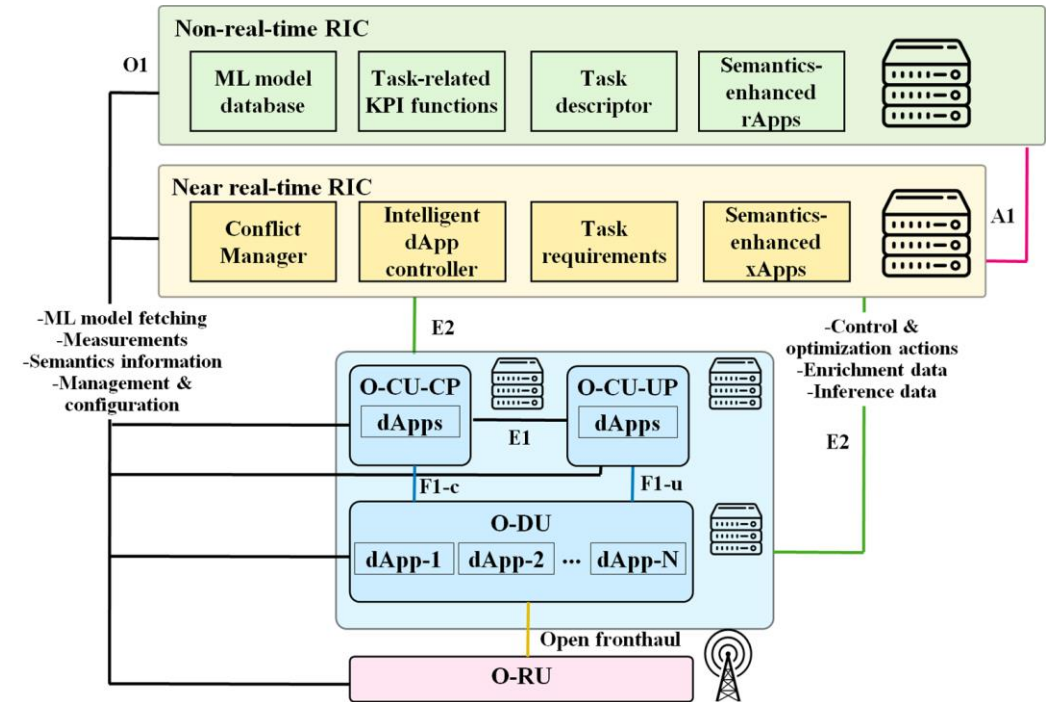 Non-real-time RIC
O1
ML model
database
Task-related
KPI functions
Task
descriptor
Semantics-
enhanced
rApps
Near real-time RIC
A1
Conflict
Manager
Intelligent
dApp
controller
Task
requirements
Semantics-
enhanced
xApps
-ML model fetching
-Measurements
-Semantics information
-Management &
configuration
E2
-Control &
optimization actions
-Enrichment data
-Inference data
E2
O-CU-CP
dApps
E1
O-CU-UP
dApps
F1-c
F1-u
O-DU
dApp-1
dApp-2
...
dApp-N
Open fronthaul
O-RU